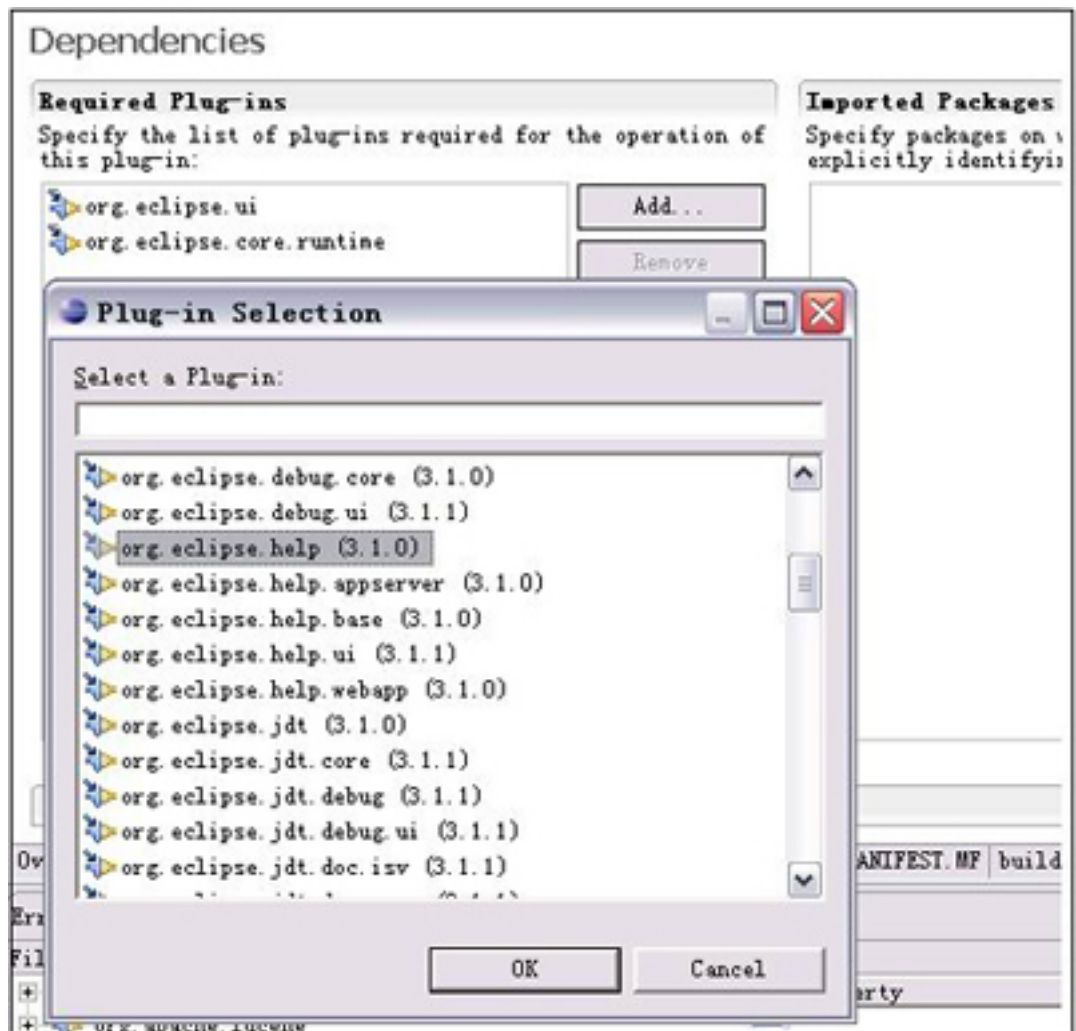 Dependencies
Required Plug-ins
Specify the list of plug-ins required for the operation of
this plug-in:
org.eclipse.ui
org.eclipse.core.runtime
Add...
Remove
Imported Packages
Specify packages on
explicitly
Plug-in Selection
Select a Plug-in:
org.eclipse.debug.core (3.1.0)
org.eclipse.debug.ui (3.1.1)
org.eclipse.help (3.1.0)
org.eclipse.help.appserver (3.1.0)
org.eclipse.help.base (3.1.0)
org.eclipse.help.ui (3.1.1)
org.eclipse.help.webapp (3.1.0)
org.eclipse.jdt (3.1.0)
org.eclipse.jdt.core (3.1.1)
org.eclipse.jdt.debug (3.1.1)
org.eclipse.jdt.debug.ui (3.1.1)
org.eclipse.jdt.doc.isv (3.1.1)
OK
Cancel
Ov
ANIFEST.MF
build
Err
Fil
erty
org.apache.lucene